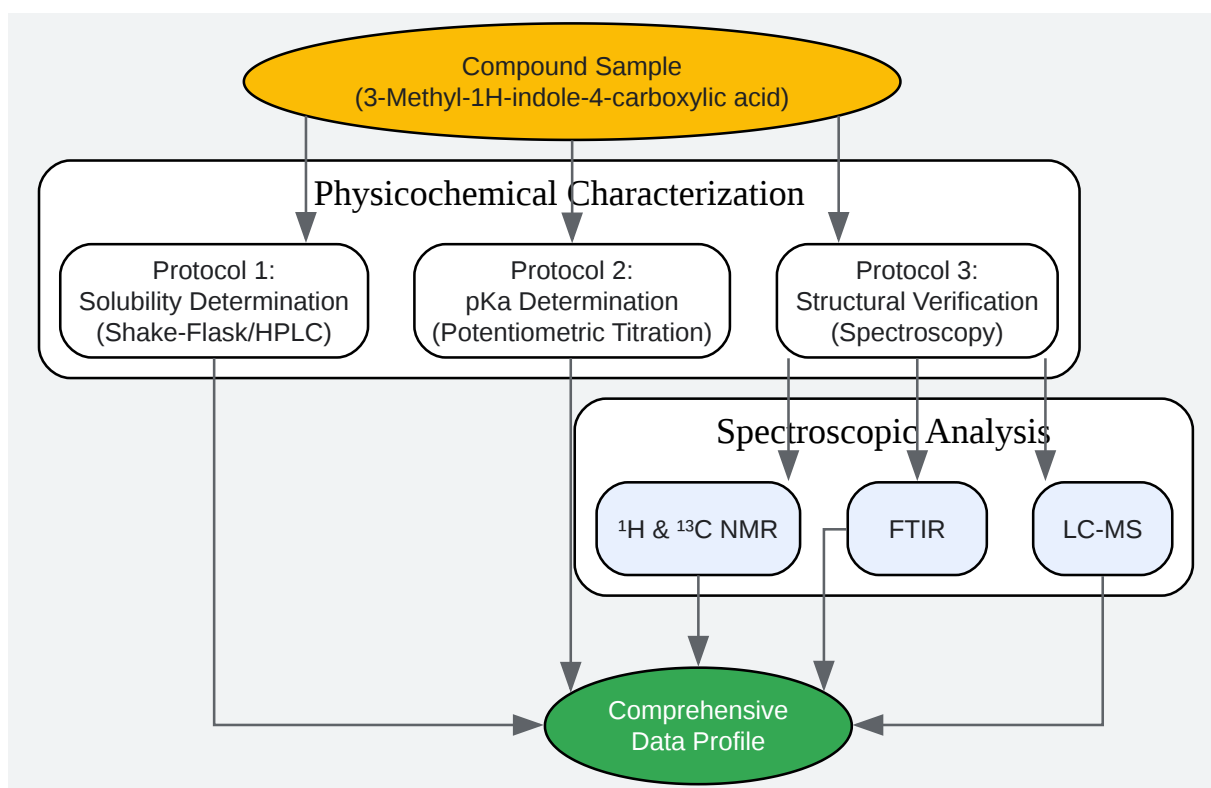 Compound Sample
(3-Methyl-1H-indole-4-carboxylic acid)
Physicochemical Characterization
Protocol 1:
Solubility Determination
(Shake-Flask/HPLC)
Protocol 2:
pKa Determination
(Potentiometric Titration)
Protocol 3:
Structural Verification
(Spectroscopy)
Spectroscopic Analysis
¹H & ¹³C NMR
FTIR
LC-MS
Comprehensive
Data Profile